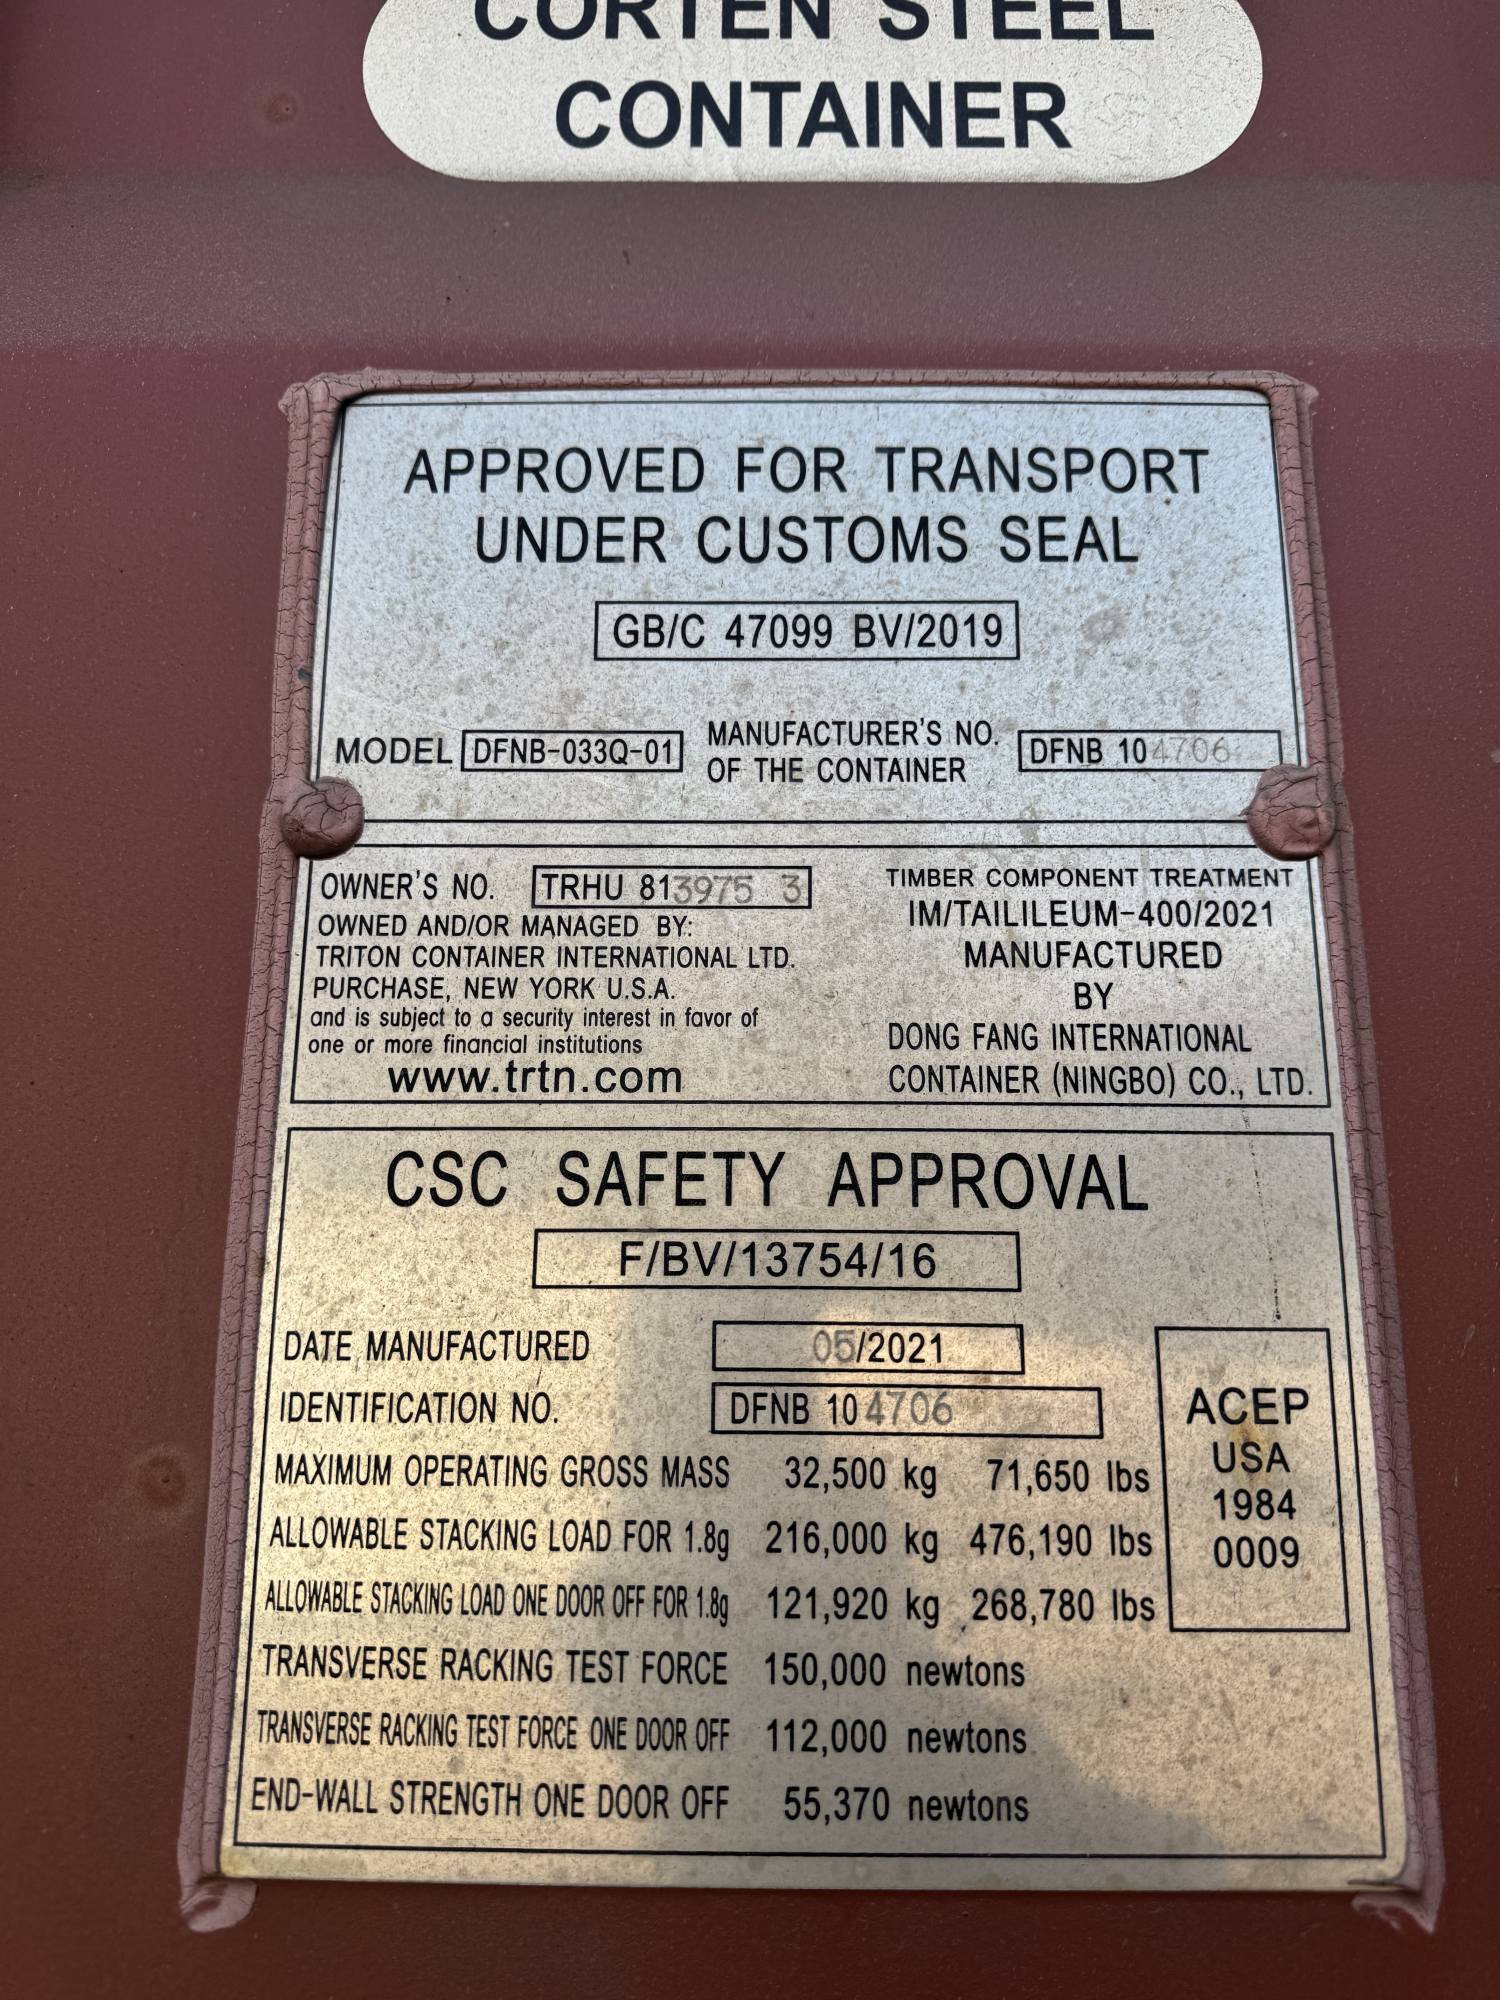 CORTEN STEEL
CONTAINER
APPROVED FOR TRANSPORT
UNDER CUSTOMS SEAL
GB/C 47099 BV/2019
MODEL DFNB-033Q-01 MANUFACTURER'S NO. OF THE CONTAINER DFNB 104706
OWNER'S NO. TRHU 813975 3
OWNED AND/OR MANAGED BY:
TRITON CONTAINER INTERNATIONAL LTD.
PURCHASE, NEW YORK U.S.A.
and is subject to a security interest in favor of
one or more financial institutions
www.trtn.com
TIMBER COMPONENT TREATMENT
IM/TAILILEUM-400/2021
MANUFACTURED
BY
DONG FANG INTERNATIONAL
CONTAINER (NINGBO) CO., LTD.
CSC SAFETY APPROVAL
F/BV/13754/16
DATE MANUFACTURED 05/2021
IDENTIFICATION NO. DFNB 104706
MAXIMUM OPERATING GROSS MASS 32,500 kg 71,650 lbs
ALLOWABLE STACKING LOAD FOR 1.8g 216,000 kg 476,190 lbs
ALLOWABLE STACKING LOAD ONE DOOR OFF FOR 1.8g 121,920 kg 268,780 lbs
TRANSVERSE RACKING TEST FORCE 150,000 newtons
TRANSVERSE RACKING TEST FORCE ONE DOOR OFF 112,000 newtons
END-WALL STRENGTH ONE DOOR OFF 55,370 newtons
ACEP
USA
1984
0009